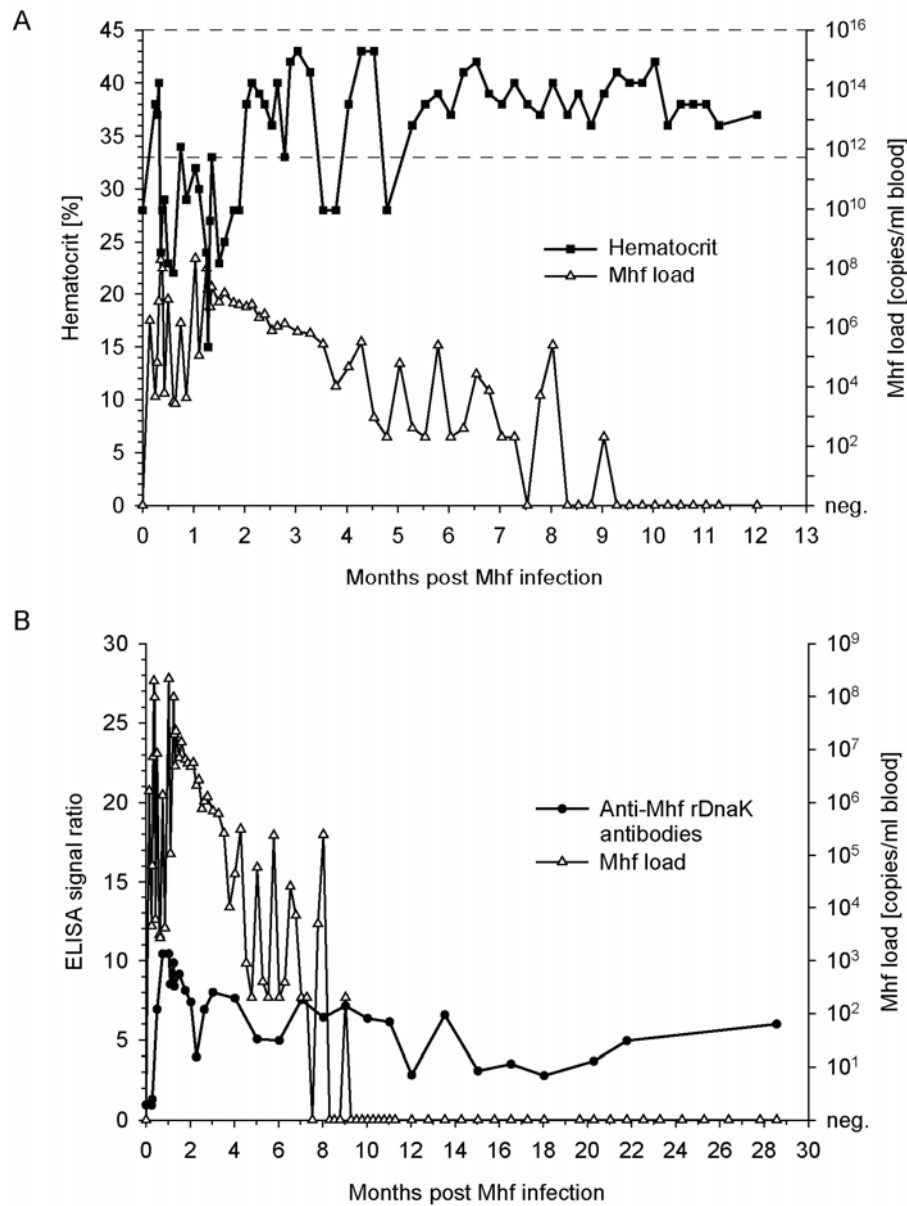 A
45
40
35
30
25
20
15
10
5
0
Hematocrit [%]
10^16
10^14
10^12
10^10
10^8
10^6
10^4
10^2
neg.
Mhf load [copies/ml blood]
Hematocrit
Mhf load
0 1 2 3 4 5 6 7 8 9 10 11 12 13
Months post Mhf infection
B
30
25
20
15
10
5
0
ELISA signal ratio
10^9
10^8
10^7
10^6
10^5
10^4
10^3
10^2
10^1
neg.
Mhf load [copies/ml blood]
Anti-Mhf rDnaK
antibodies
Mhf load
0 2 4 6 8 10 12 14 16 18 20 22 24 26 28 30
Months post Mhf infection